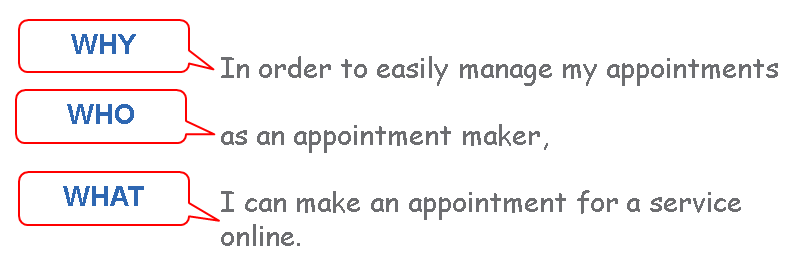 WHY
In order to easily manage my appointments
WHO
as an appointment maker,
WHAT
I can make an appointment for a service
online.